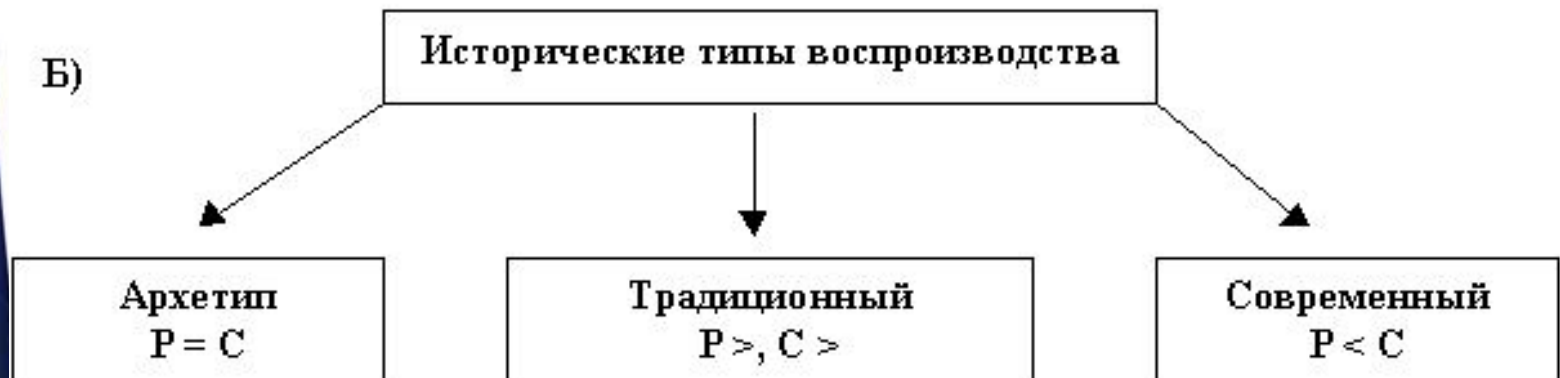 Б)
Исторические типы воспроизводства
Архетип
Р = С
Традиционный
Р >, С >
Современный
Р < С